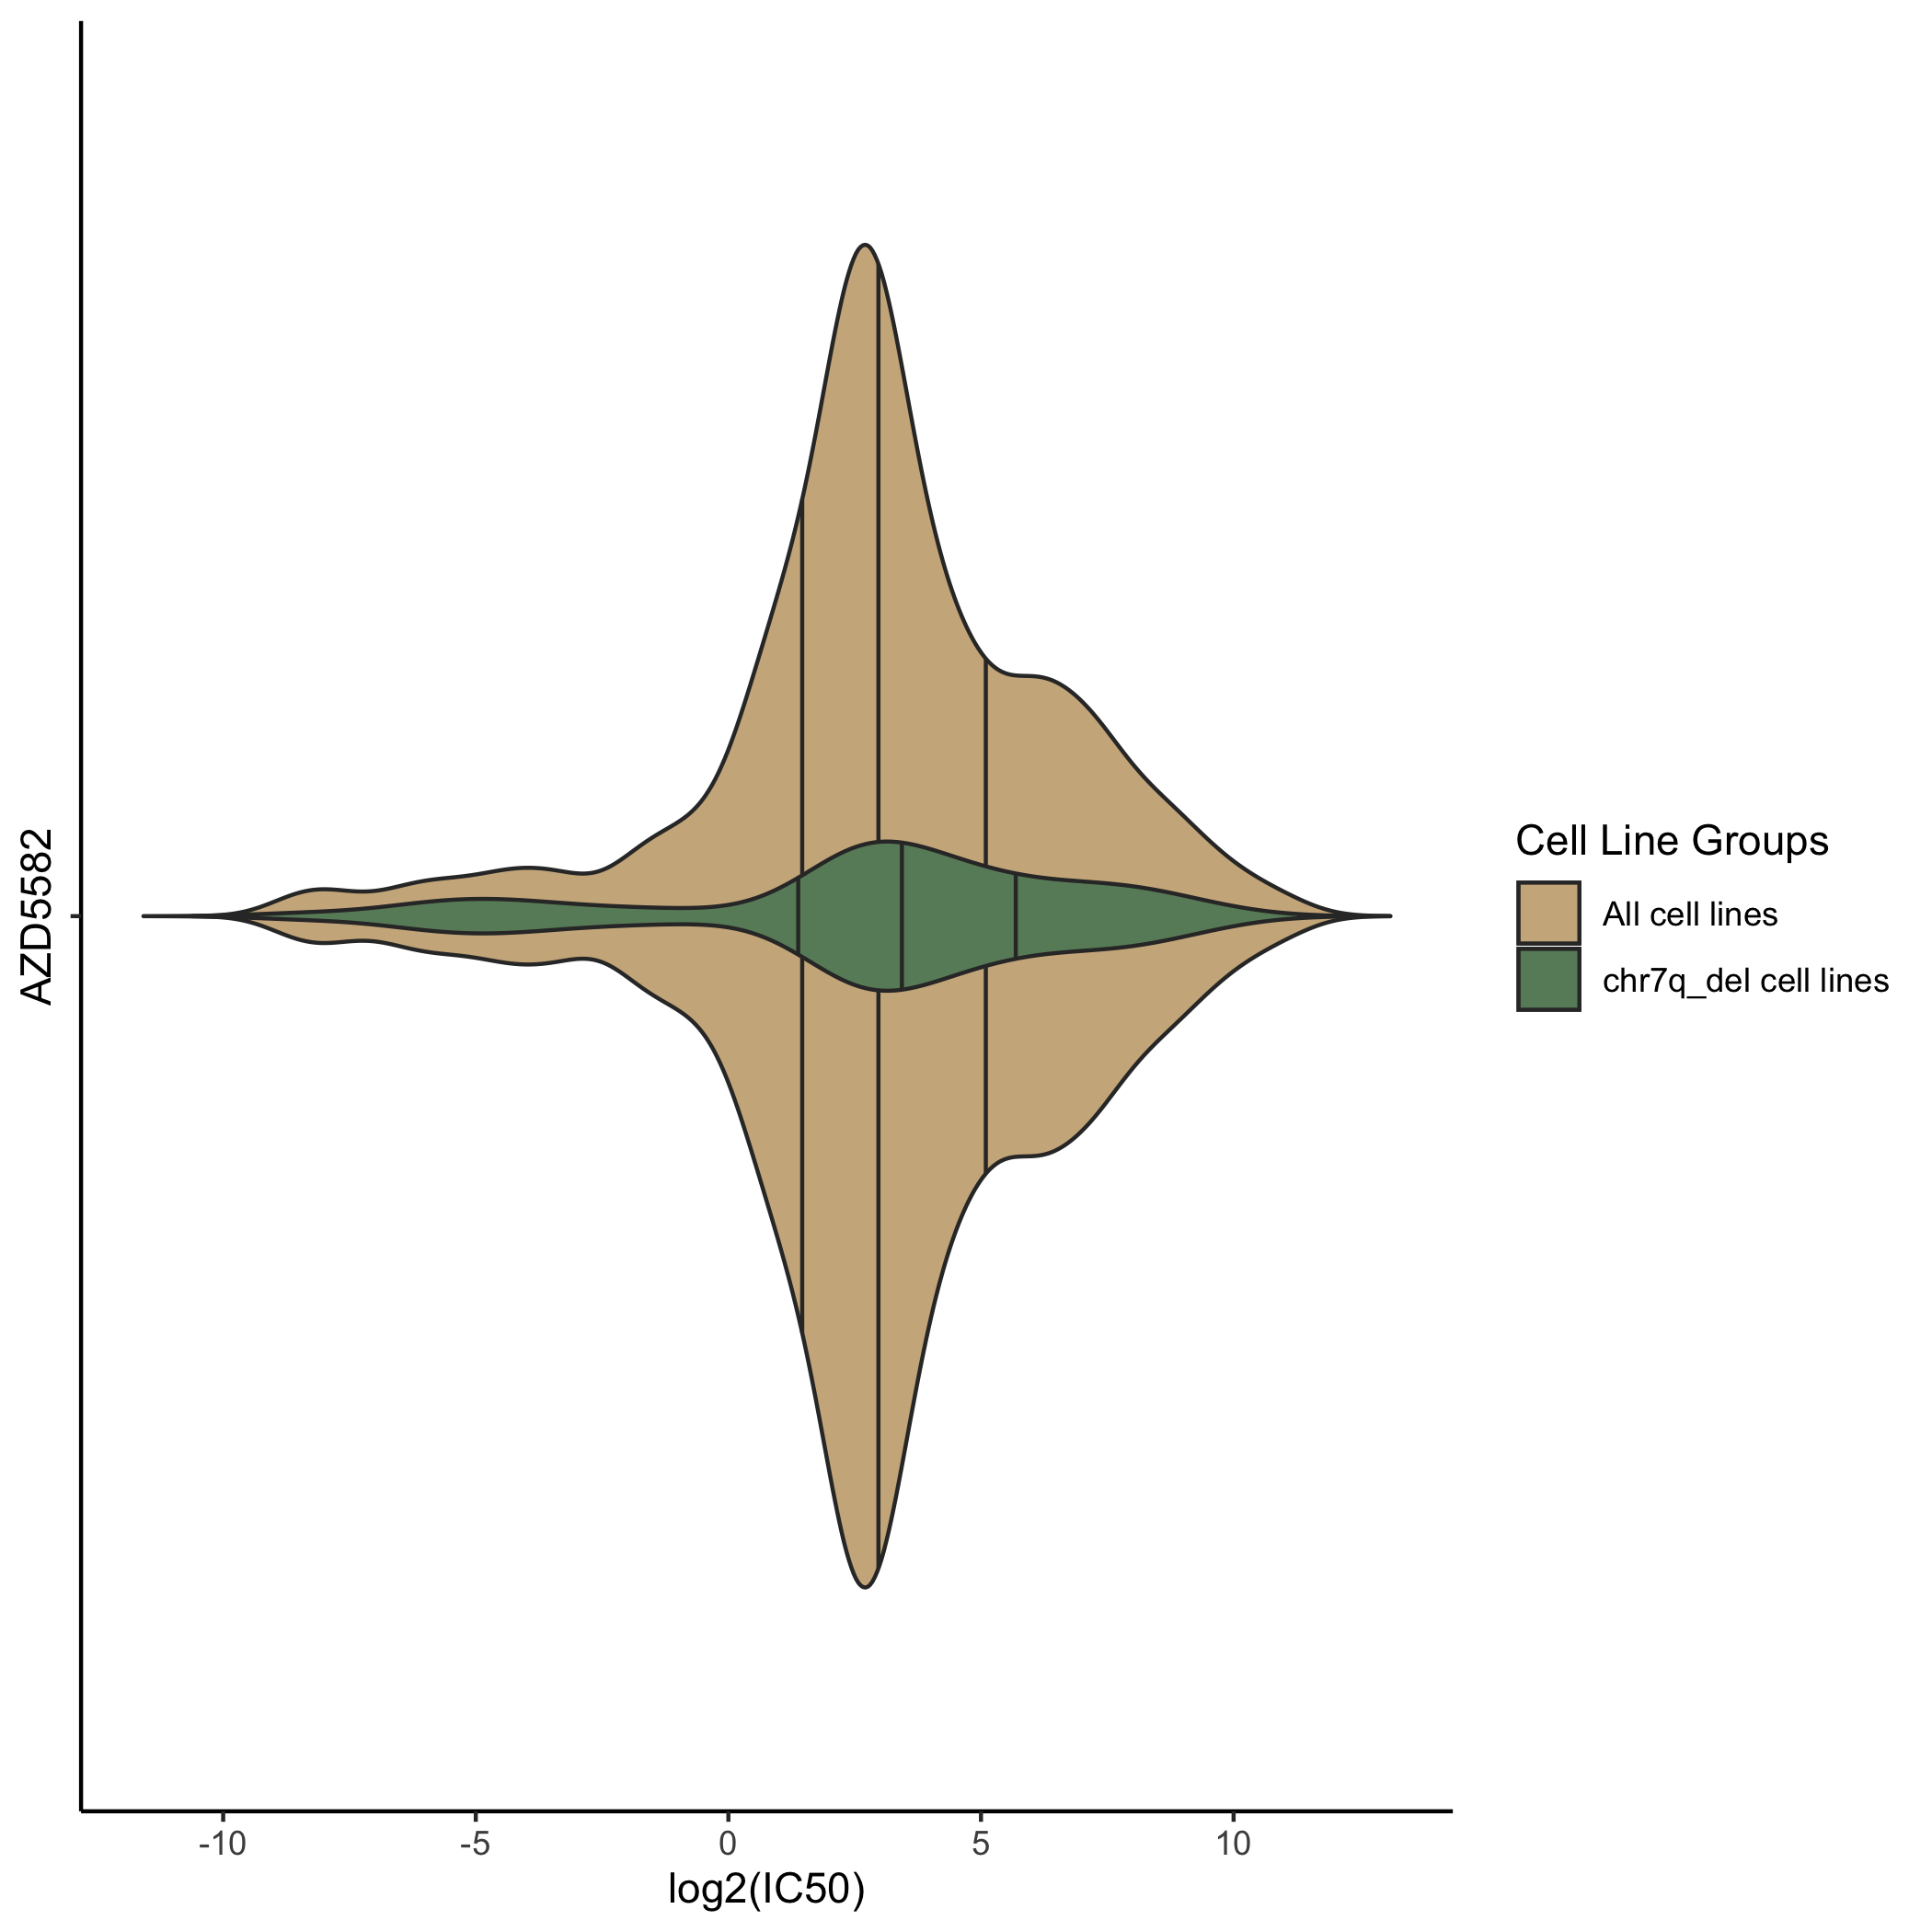 AZD5582
-10
-5
0
5
10
log2(IC50)
Cell Line Groups
All cell lines
chr7q_del cell lines